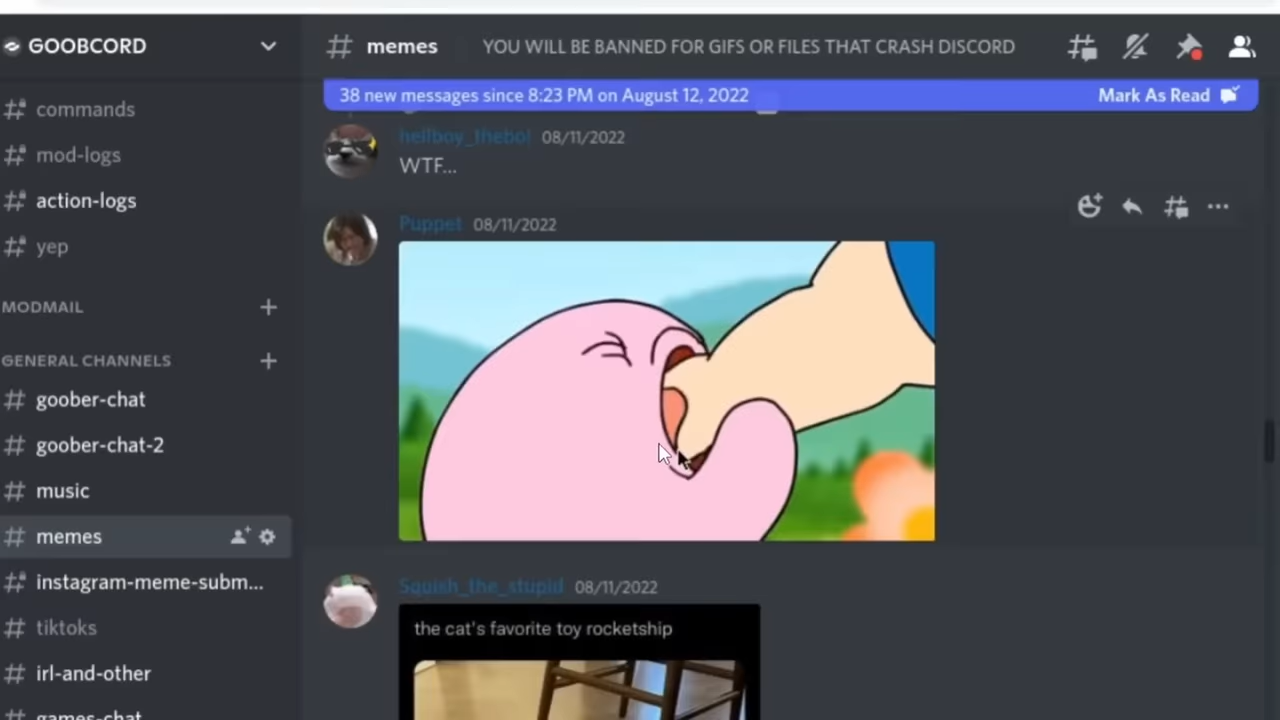 GOOBCORD
commands
mod-logs
action-logs
yep
MODMAIL
GENERAL CHANNELS
goober-chat
goober-chat-2
music
memes
instagram-meme-subm...
tiktoks
irl-and-other
games-chat
memes
YOU WILL BE BANNED FOR GIFS OR FILES THAT CRASH DISCORD
38 new messages since 8:23 PM on August 12, 2022
Mark As Read
hellboy_thebol 08/11/2022
WTF...
Puppet 08/11/2022
Squish_the_stupid 08/11/2022
the cat's favorite toy rocketship